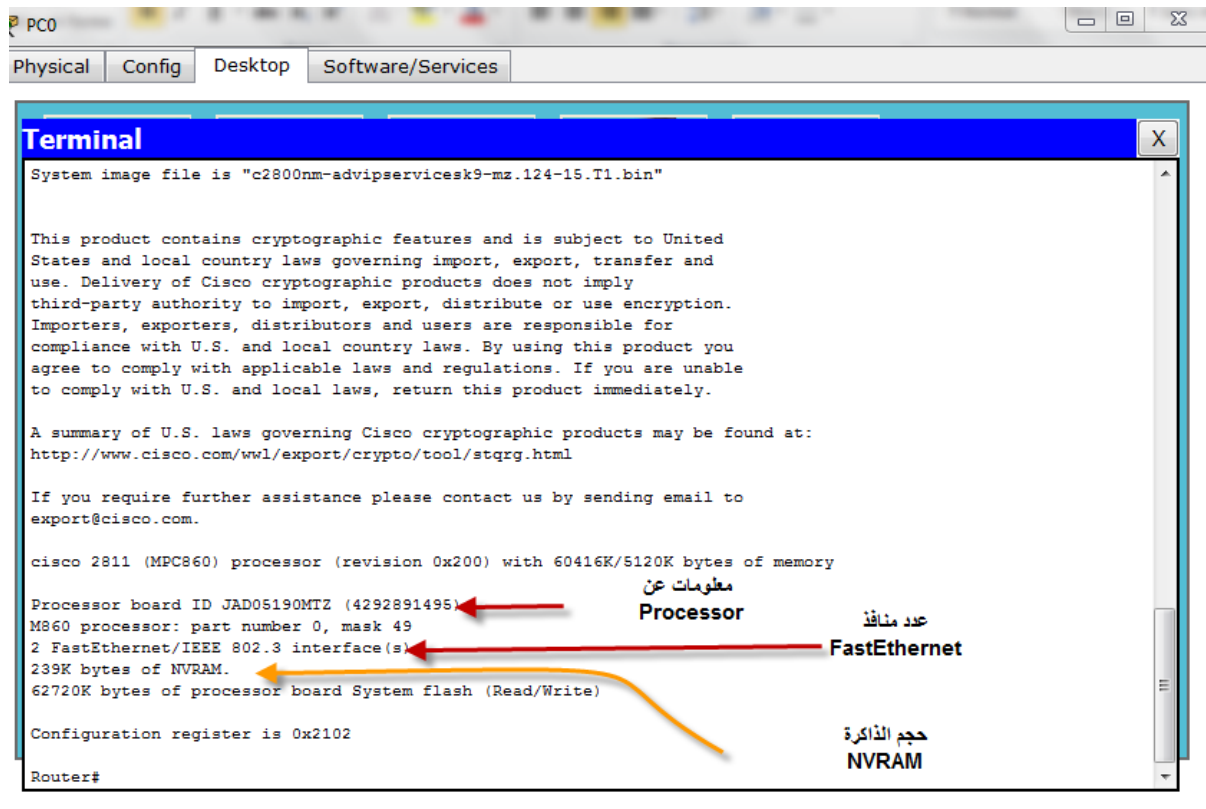 PC0
Physical Config Desktop Software/Services
Terminal X
System image file is "c2800nm-advipservicesk9-mz.124-15.T1.bin"
This product contains cryptographic features and is subject to United
States and local country laws governing import, export, transfer and
use. Delivery of Cisco cryptographic products does not imply
third-party authority to import, export, distribute or use encryption.
Importers, exporters, distributors and users are responsible for
compliance with U.S. and local country laws. By using this product you
agree to comply with applicable laws and regulations. If you are unable
to comply with U.S. and local laws, return this product immediately.
A summary of U.S. laws governing Cisco cryptographic products may be found at:
http://www.cisco.com/wwl/export/crypto/tool/stqrg.html
If you require further assistance please contact us by sending email to
export@cisco.com.
cisco 2811 (MPC860) processor (revision 0x200) with 60416K/5120K bytes of memory
معلومات عن
Processor
Processor board ID JAD05190MTZ (4292891495)
M860 processor: part number 0, mask 49
عدد منافذ
FastEthernet
2 FastEthernet/IEEE 802.3 interface(s)
239K bytes of NVRAM.
62720K bytes of processor board System flash (Read/Write)
Configuration register is 0x2102
حجم الذاكرة
NVRAM
Router#